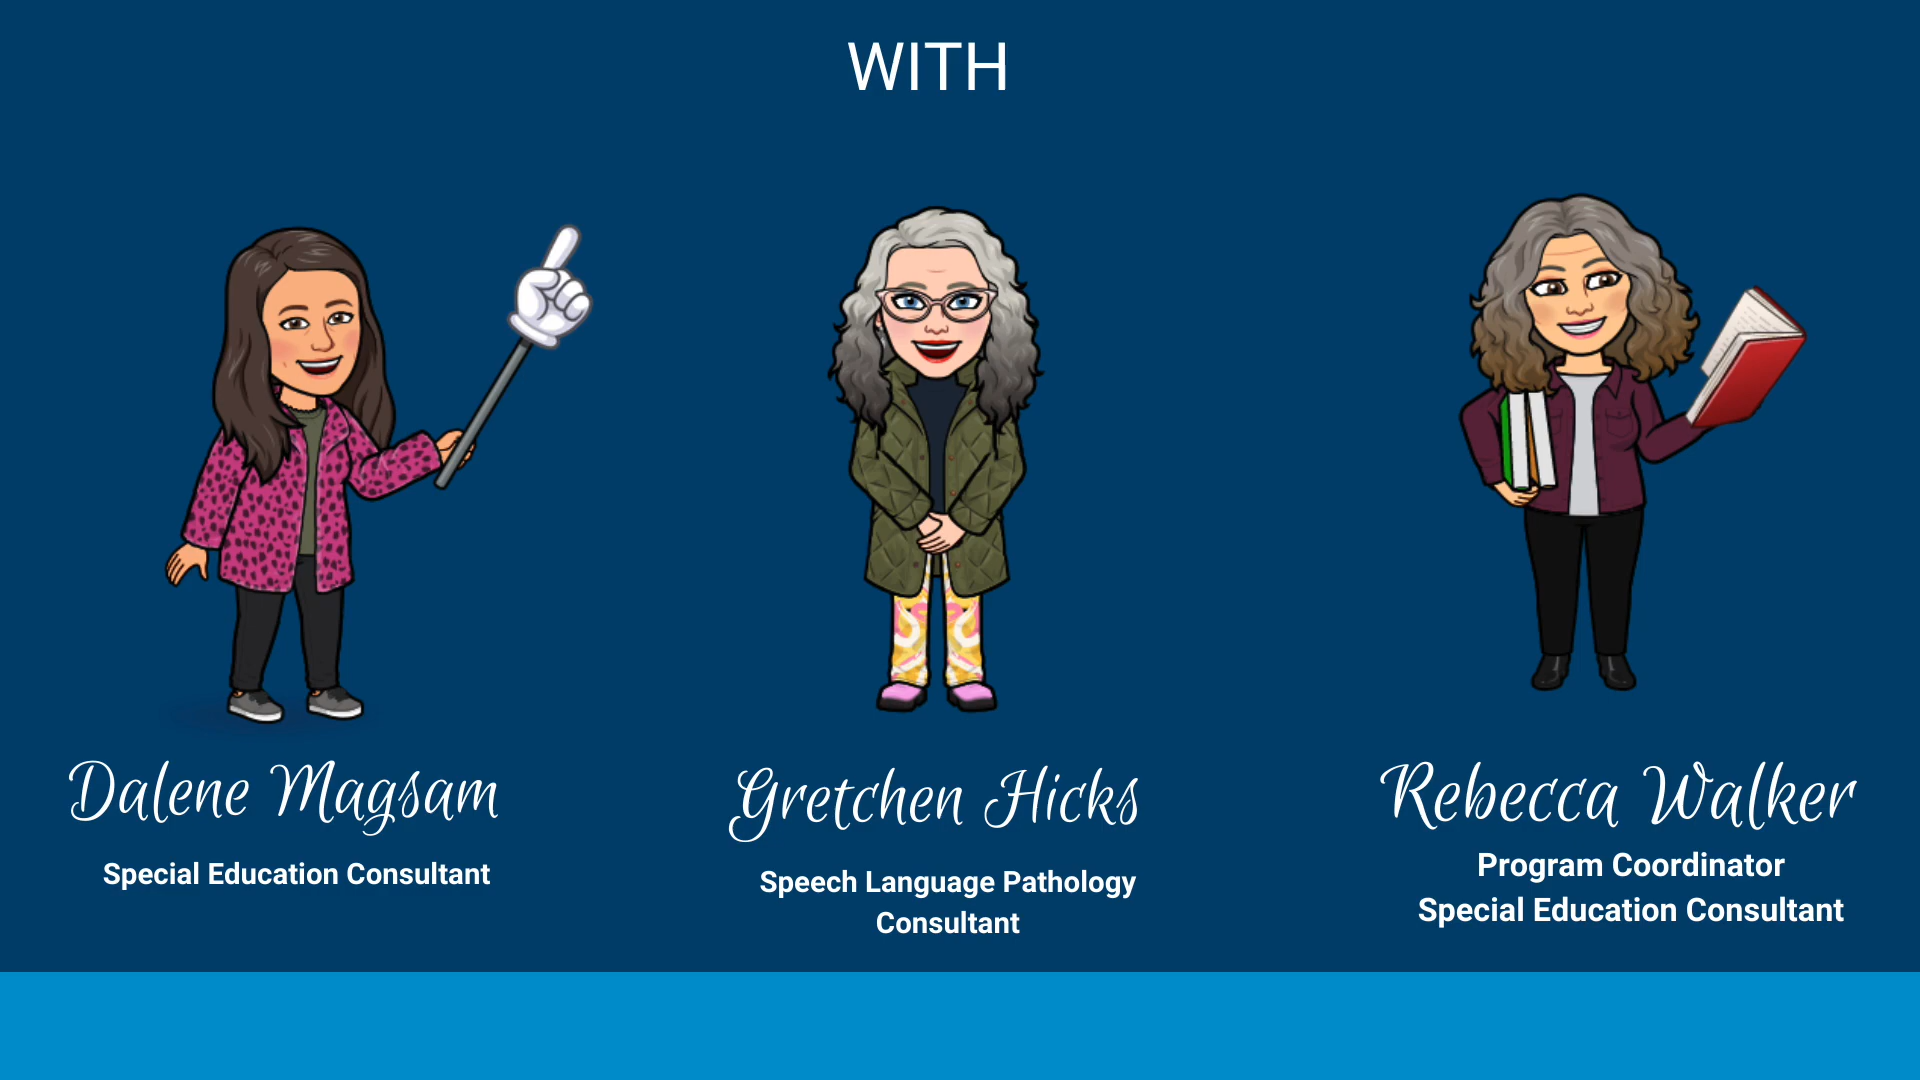 WITH
Dalene Magsam
Special Education Consultant
Gretchen Hicks
Speech Language Pathology
Consultant
Rebecca Walker
Program Coordinator
Special Education Consultant